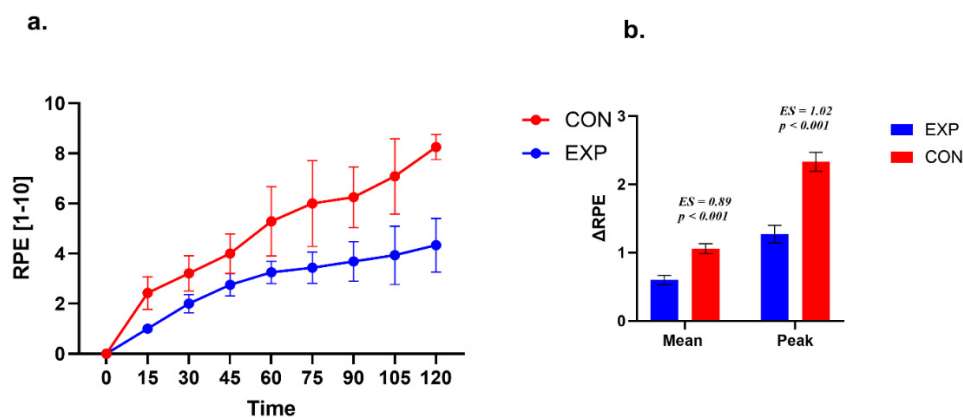 a.
RPE [1-10]
10
8
6
4
2
0
0 15 30 45 60 75 90 105 120
Time
CON
EXP
b.
ΔRPE
3
2
1
0
ES = 0.89
p < 0.001
ES = 1.02
p < 0.001
Mean Peak
EXP
CON